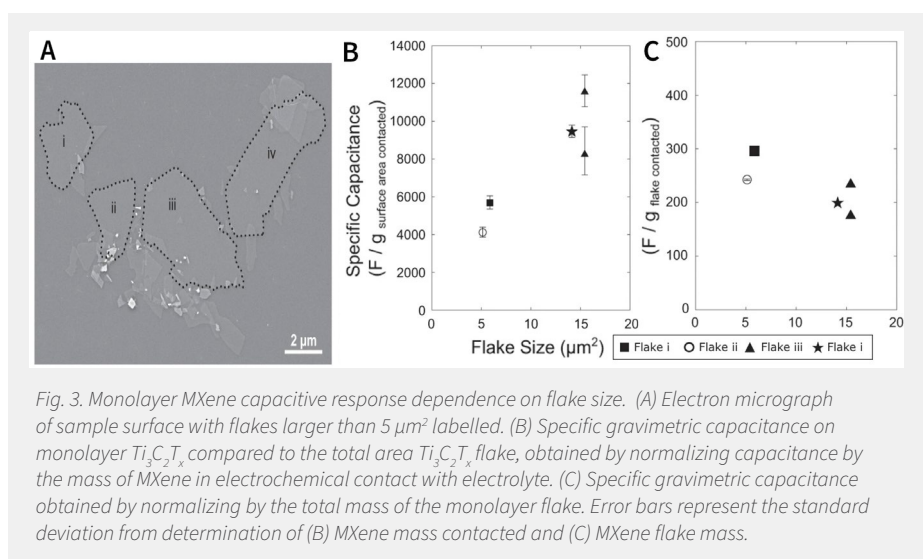 A
B
C
i
ii
iii
iv
2 μm
14000
12000
10000
8000
6000
4000
2000
0
0 5 10 15 20
Specific Capacitance
(F / g surface area contacted)
500
400
300
200
100
0
0 5 10 15 20
(F / g flake contacted)
Flake Size (μm²)
■ Flake i ○ Flake ii ▲ Flake iii ★ Flake i
Fig. 3. Monolayer MXene capacitive response dependence on flake size. (A) Electron micrograph
of sample surface with flakes larger than 5 μm² labelled. (B) Specific gravimetric capacitance on
monolayer Ti₃C₂Tₓ compared to the total area Ti₃C₂Tₓ flake, obtained by normalizing capacitance by
the mass of MXene in electrochemical contact with electrolyte. (C) Specific gravimetric capacitance
obtained by normalizing by the total mass of the monolayer flake. Error bars represent the standard
deviation from determination of (B) MXene mass contacted and (C) MXene flake mass.